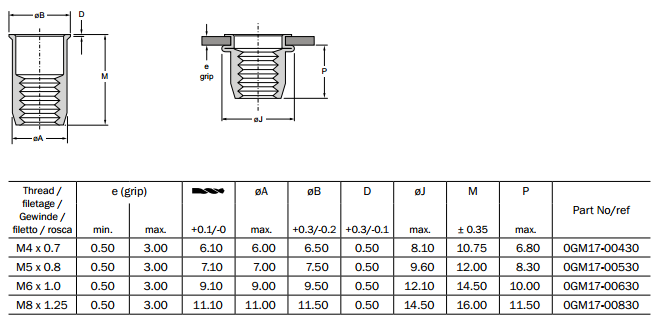 øB D
M
øA
e
grip
P
øJ
Thread / filetage / Gewinde / filetto / rosca e (grip) øA øB D øJ M P Part No/ref
min. max. +0.1/-0 max. +0.3/-0.2 +0.3/-0.1 max. ± 0.35 max.
M4 x 0.7 0.50 3.00 6.10 6.00 6.50 0.50 8.10 10.75 6.80 0GM17-00430
M5 x 0.8 0.50 3.00 7.10 7.00 7.50 0.50 9.60 12.00 8.30 0GM17-00530
M6 x 1.0 0.50 3.00 9.10 9.00 9.50 0.50 12.10 14.50 10.00 0GM17-00630
M8 x 1.25 0.50 3.00 11.10 11.00 11.50 0.50 14.50 16.00 11.50 0GM17-00830